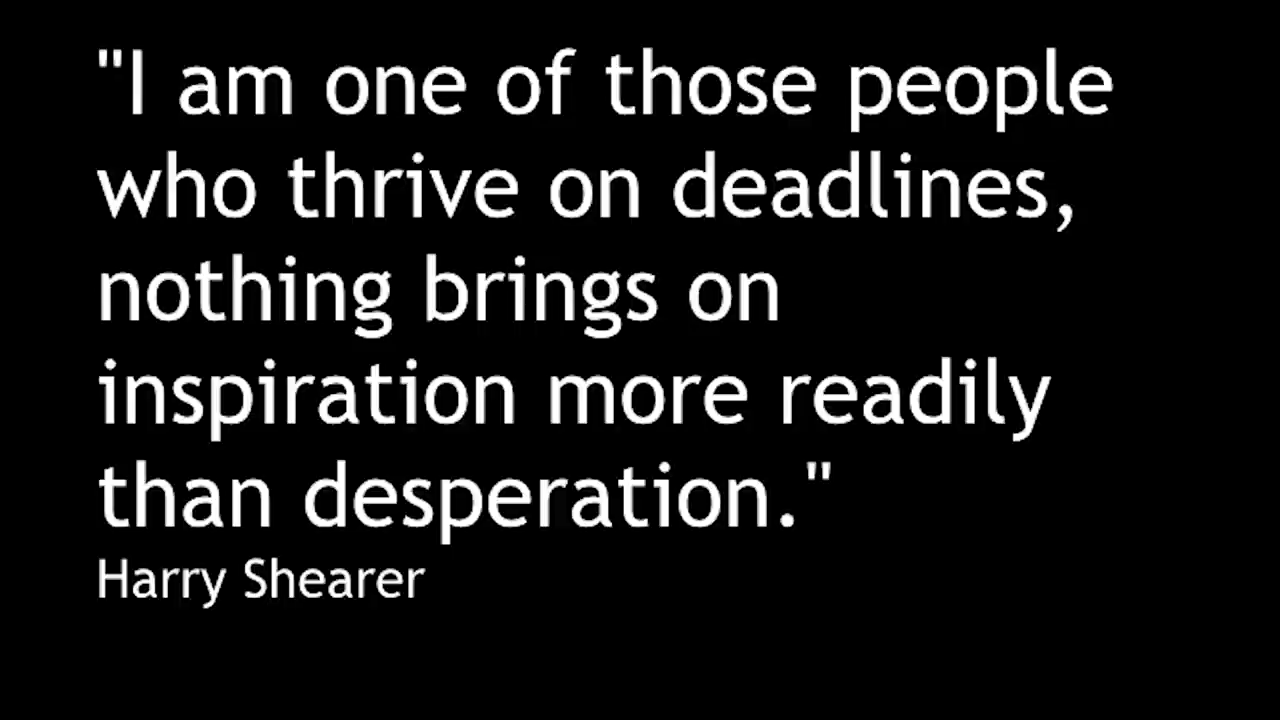 "I am one of those people
who thrive on deadlines,
nothing brings on
inspiration more readily
than desperation."
Harry Shearer